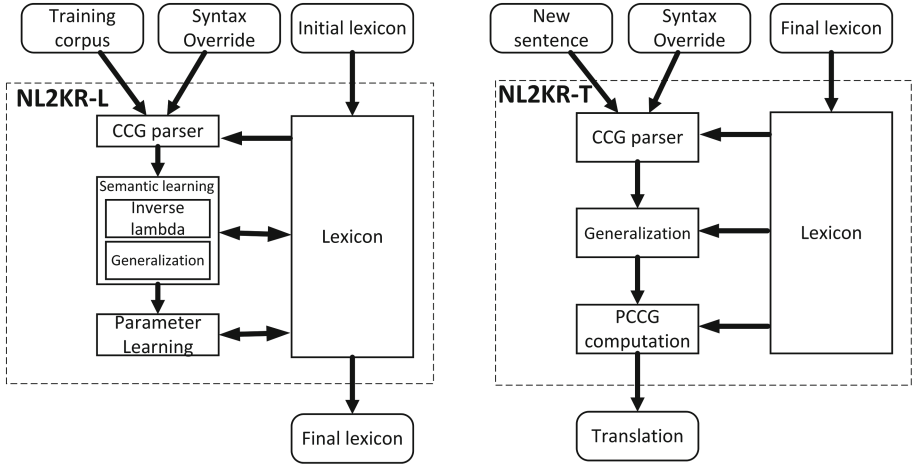 Training
corpus
Syntax
Override
Initial lexicon
NL2KR-L
CCG parser
Semantic learning
Inverse
lambda
Generalization
Parameter
Learning
Lexicon
Final lexicon
New
sentence
Syntax
Override
Final lexicon
NL2KR-T
CCG parser
Generalization
PCCG
computation
Lexicon
Translation